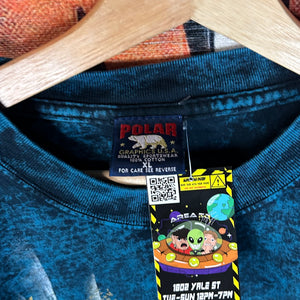 POLAR
GRAPHICS U.S.A.
QUALITY SPORTSWEAR
100% COTTON
XL
FOR CARE SEE REVERSE
AREA
1802 YALE ST
TUE-SUN 12PM-7PM